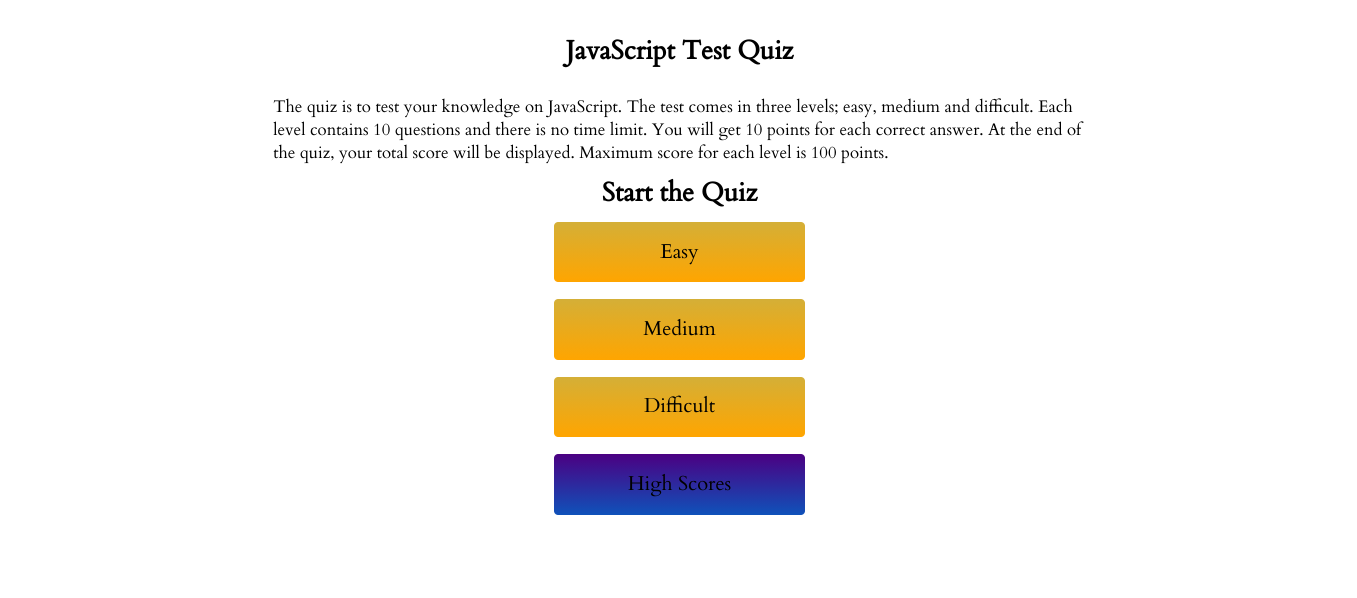 JavaScript Test Quiz
The quiz is to test your knowledge on JavaScript. The test comes in three levels; easy, medium and difficult. Each
level contains 10 questions and there is no time limit. You will get 10 points for each correct answer. At the end of
the quiz, your total score will be displayed. Maximum score for each level is 100 points.
Start the Quiz
Easy
Medium
Difficult
High Scores